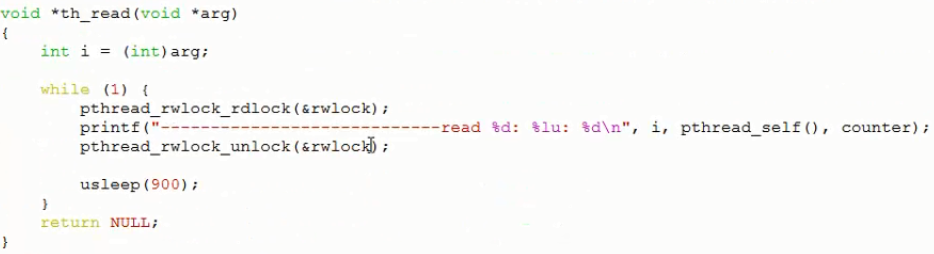 void *th_read(void *arg)
{
    int i = (int)arg;

    while (1) {
        pthread_rwlock_rdlock(&rwlock);
        printf("----------------------------read %d: %lu: %d\n", i, pthread_self(), counter);
        pthread_rwlock_unlock(&rwlock);

        usleep(900);
    }
    return NULL;
}